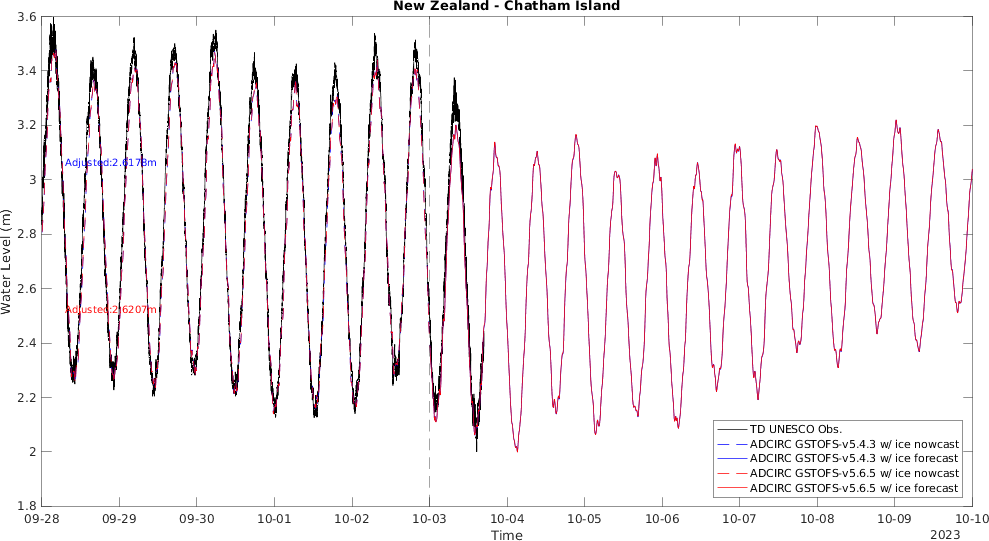 New Zealand - Chatham Island
3.6
3.4
3.2
3
2.8
2.6
2.4
2.2
2
1.8
Water Level (m)
Adjusted:2.6178m
Adjusted:2.6207m
TD UNESCO Obs.
ADCIRC GSTOFS-v5.4.3 w/ ice nowcast
ADCIRC GSTOFS-v5.4.3 w/ ice forecast
ADCIRC GSTOFS-v5.6.5 w/ ice nowcast
ADCIRC GSTOFS-v5.6.5 w/ ice forecast
09-28 09-29 09-30 10-01 10-02 10-03 10-04 10-05 10-06 10-07 10-08 10-09 10-10
Time
2023